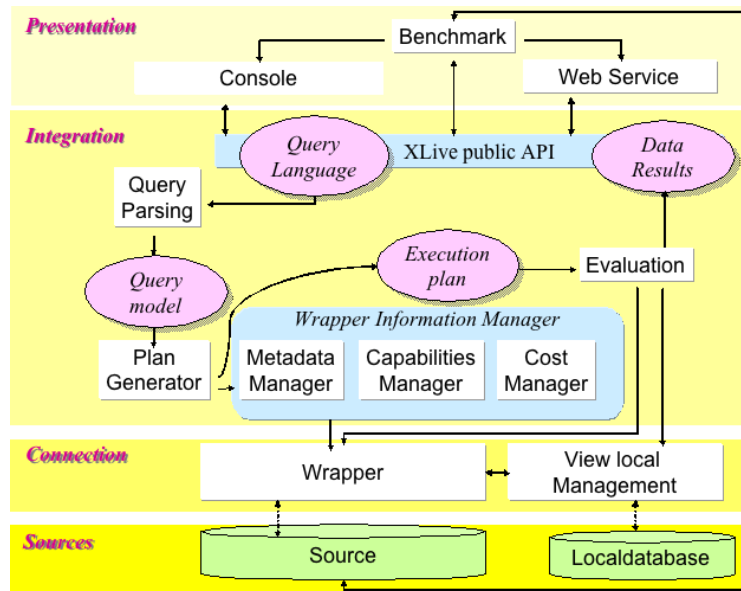 Presentation
Benchmark
Console
Web Service
Integration
Query
Language
XLive public API
Data
Results
Query
Parsing
Execution
plan
Evaluation
Query
model
Wrapper Information Manager
Plan
Generator
Metadata
Manager
Capabilities
Manager
Cost
Manager
Connection
Wrapper
View local
Management
Sources
Source
Localdatabase